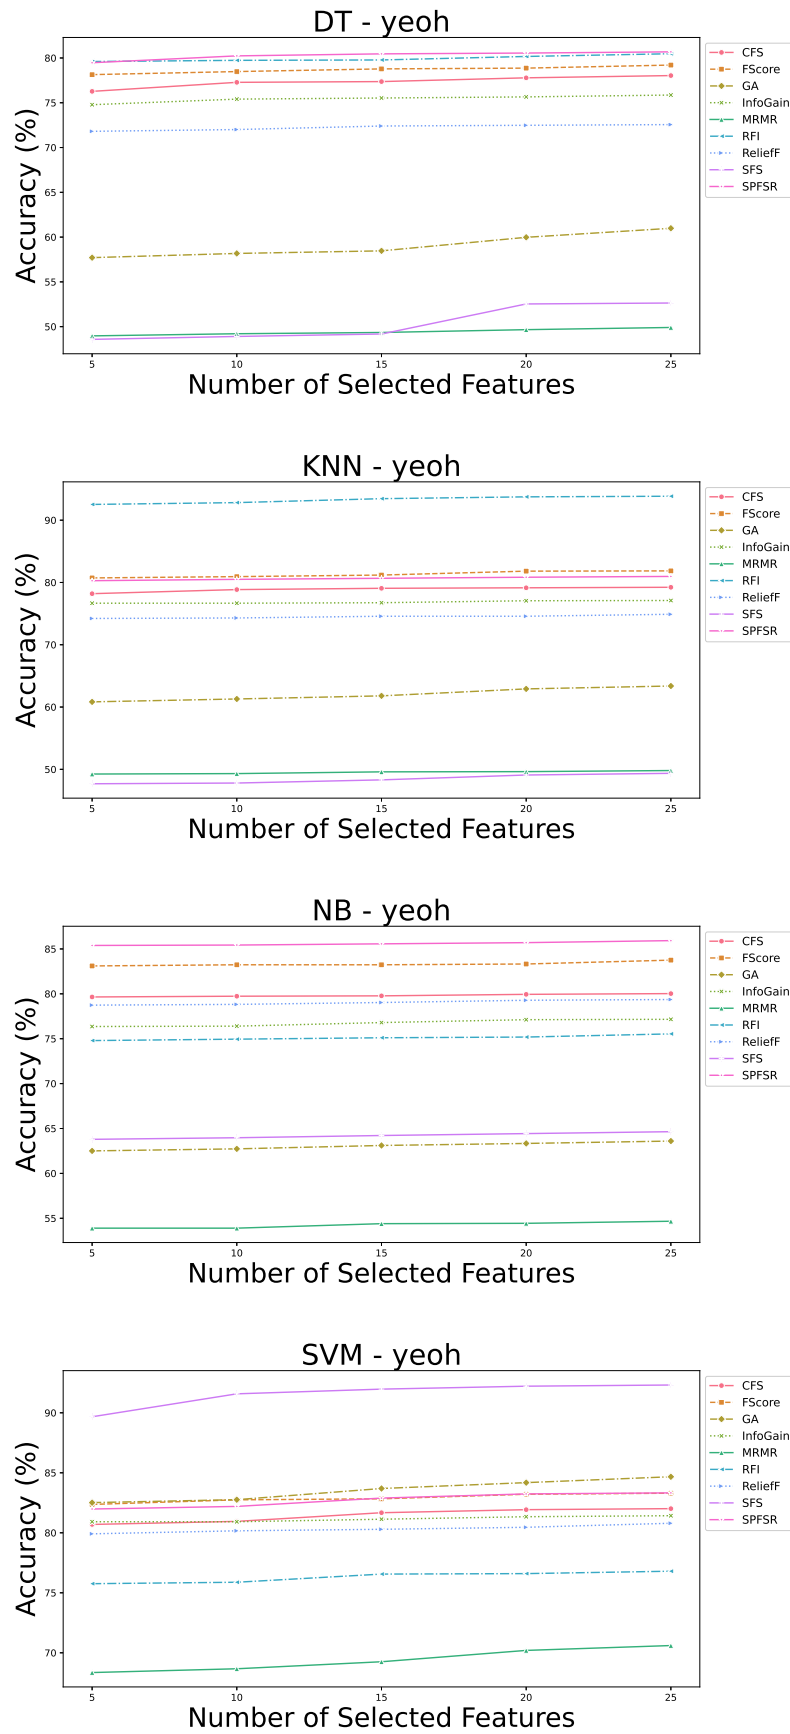 DT - yeoh
80
75
70
65
60
55
50
Accuracy (%)
5 10 15 20 25
Number of Selected Features
CFS
FScore
GA
InfoGain
MRMR
RFI
ReliefF
SFS
SPFSR
KNN - yeoh
90
80
70
60
50
Accuracy (%)
5 10 15 20 25
Number of Selected Features
CFS
FScore
GA
InfoGain
MRMR
RFI
ReliefF
SFS
SPFSR
NB - yeoh
85
80
75
70
65
60
55
Accuracy (%)
5 10 15 20 25
Number of Selected Features
CFS
FScore
GA
InfoGain
MRMR
RFI
ReliefF
SFS
SPFSR
SVM - yeoh
90
85
80
75
70
Accuracy (%)
5 10 15 20 25
Number of Selected Features
CFS
FScore
GA
InfoGain
MRMR
RFI
ReliefF
SFS
SPFSR